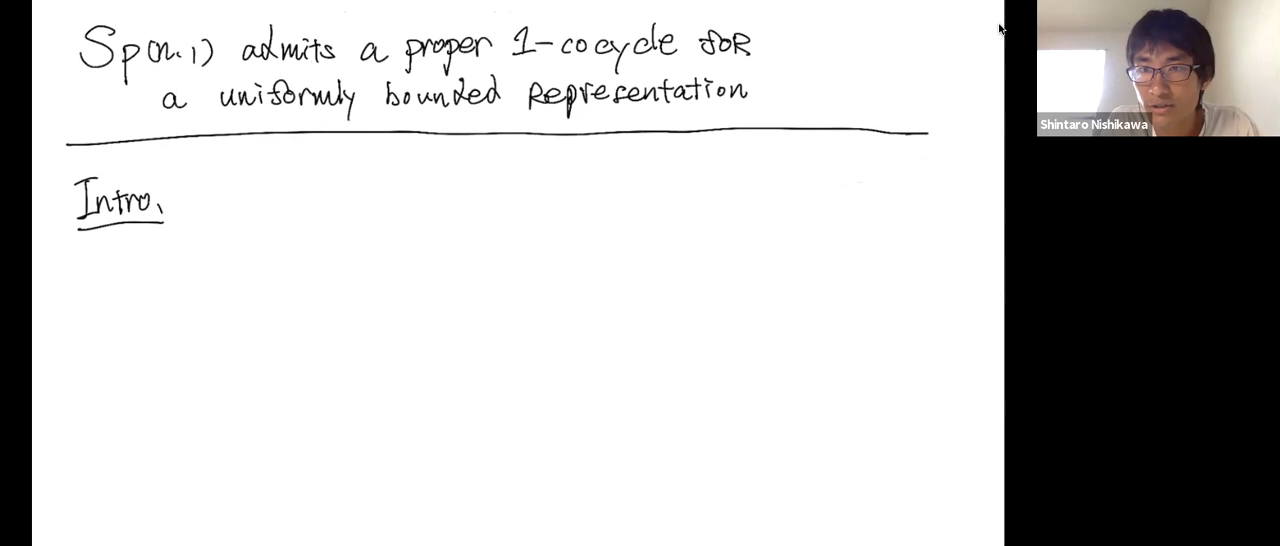 Sp(n.1) admits a proper 1-cocycle for
a uniformly bounded Representation
Intro.
Shintaro Nishikawa